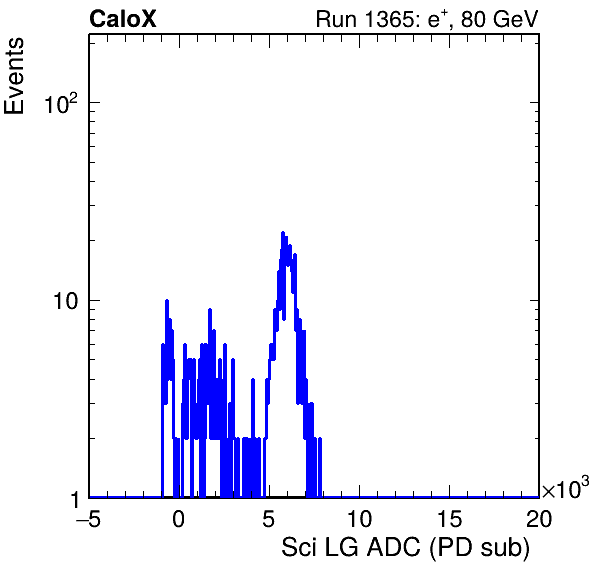 CaloX Run 1365: e⁺, 80 GeV
Events
10²
10
1
−5 0 5 10 15 20
×10³
Sci LG ADC (PD sub)